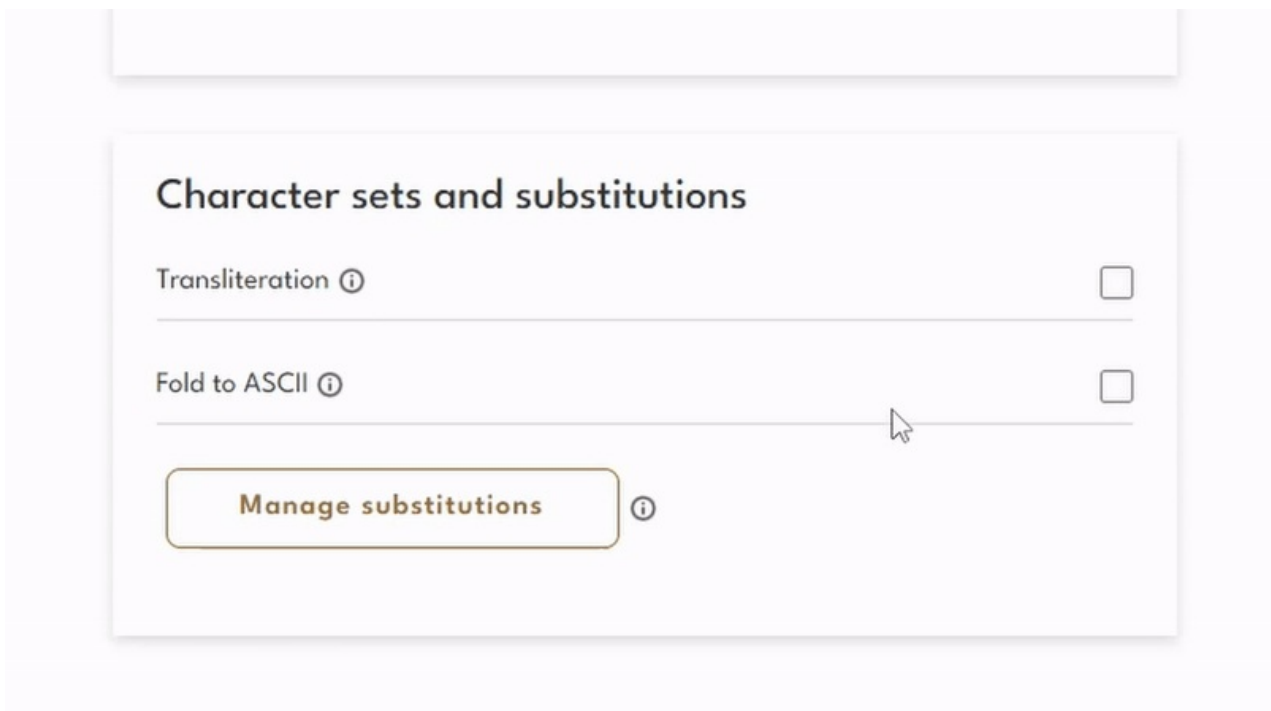 Character sets and substitutions
Transliteration
Fold to ASCII
Manage substitutions